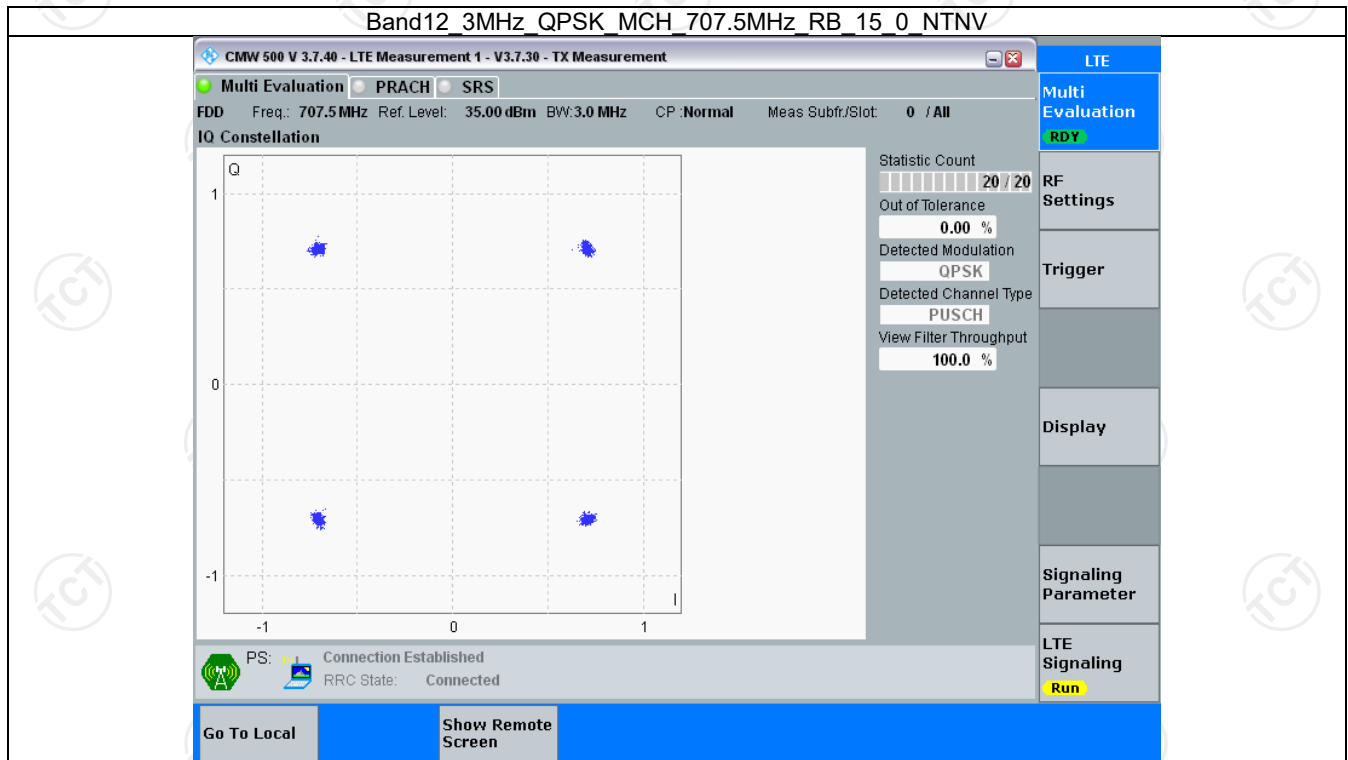 Band12_3MHz_QPSK_MCH_707.5MHz_RB_15_0_NTNV
CMW 500 V 3.7.40 - LTE Measurement 1 - V3.7.30 - TX Measurement
LTE
Multi Evaluation PRACH SRS
FDD Freq.: 707.5 MHz Ref. Level: 35.00 dBm BW: 3.0 MHz CP : Normal Meas Subfr./Slot: 0 / All
IQ Constellation
Q
1
0
-1
I
-1 0 1
Statistic Count
20 / 20
Out of Tolerance
0.00 %
Detected Modulation
QPSK
Detected Channel Type
PUSCH
View Filter Throughput
100.0 %
Multi
Evaluation
RDY
RF
Settings
Trigger
Display
Signaling
Parameter
LTE
Signaling
Run
PS: Connection Established
RRC State: Connected
Go To Local
Show Remote
Screen
TCT
TCT
TCT
TCT